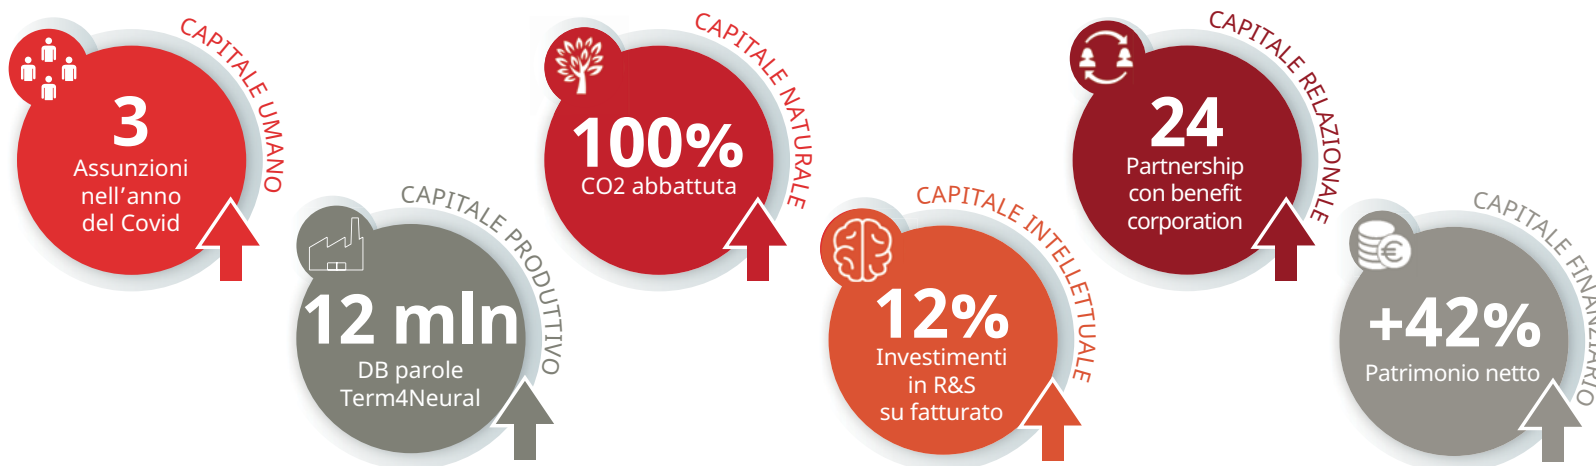 CAPITALE UMANO
3
Assunzioni
nell’anno
del Covid
CAPITALE PRODUTTIVO
12 mln
DB parole
Term4Neural
CAPITALE NATURALE
100%
CO2 abbattuta
CAPITALE INTELLETTUALE
12%
Investimenti
in R&S
su fatturato
CAPITALE RELAZIONALE
24
Partnership
con benefit
corporation
CAPITALE FINANZIARIO
+42%
Patrimonio netto